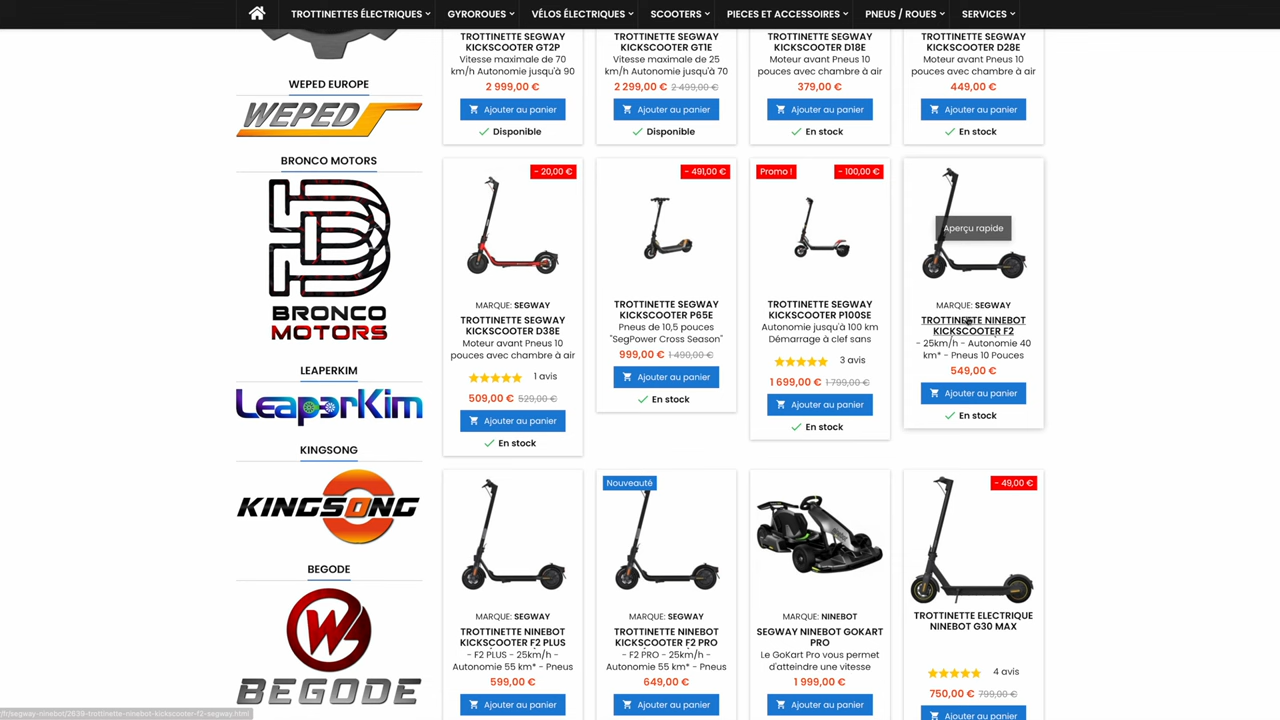 TROTTINETTES ÉLECTRIQUES
GYROROUES
VÉLOS ÉLECTRIQUES
SCOOTERS
PIECES ET ACCESSOIRES
PNEUS / ROUES
SERVICES
WEPED EUROPE
WEPED
BRONCO MOTORS
BRONCO
MOTORS
LEAPERKIM
LeaperKim
KINGSONG
KINGSONG
BEGODE
BEGODE
TROTTINETTE SEGWAY
KICKSCOOTER GT2P
Vitesse maximale de 70
km/h Autonomie jusqu'à 90
2 999,00 €
Ajouter au panier
Disponible
TROTTINETTE SEGWAY
KICKSCOOTER GT1E
Vitesse maximale de 25
km/h Autonomie jusqu'à 70
2 299,00 € 2 499,00 €
Ajouter au panier
Disponible
TROTTINETTE SEGWAY
KICKSCOOTER D18E
Moteur avant Pneus 10
pouces avec chambre à air
379,00 €
Ajouter au panier
En stock
TROTTINETTE SEGWAY
KICKSCOOTER D28E
Moteur avant Pneus 10
pouces avec chambre à air
449,00 €
Ajouter au panier
En stock
- 20,00 €
MARQUE: SEGWAY
TROTTINETTE SEGWAY
KICKSCOOTER D38E
Moteur avant Pneus 10
pouces avec chambre à air
1 avis
509,00 € 529,00 €
Ajouter au panier
En stock
- 491,00 €
TROTTINETTE SEGWAY
KICKSCOOTER P65E
Pneus de 10,5 pouces
"SegPower Cross Season"
999,00 € 1 490,00 €
Ajouter au panier
En stock
Promo !
- 100,00 €
TROTTINETTE SEGWAY
KICKSCOOTER P100SE
Autonomie jusqu'à 100 km
Démarrage à clef sans
3 avis
1 699,00 € 1 799,00 €
Ajouter au panier
En stock
Aperçu rapide
MARQUE: SEGWAY
TROTTINETTE NINEBOT
KICKSCOOTER F2
- 25km/h - Autonomie 40
km* - Pneus 10 Pouces
549,00 €
Ajouter au panier
En stock
MARQUE: SEGWAY
TROTTINETTE NINEBOT
KICKSCOOTER F2 PLUS
- F2 PLUS - 25km/h -
Autonomie 55 km* - Pneus
599,00 €
Ajouter au panier
Nouveauté
MARQUE: SEGWAY
TROTTINETTE NINEBOT
KICKSCOOTER F2 PRO
- F2 PRO - 25km/h -
Autonomie 55 km* - Pneus
649,00 €
Ajouter au panier
MARQUE: NINEBOT
SEGWAY NINEBOT GOKART
PRO
Le GoKart Pro vous permet
d'atteindre une vitesse
1 999,00 €
Ajouter au panier
- 49,00 €
TROTTINETTE ELECTRIQUE
NINEBOT G30 MAX
4 avis
750,00 € 799,00 €
Ajouter au panier
/fr/segway-ninebot/2639-trottinette-ninebot-kickscooter-f2-segway.html